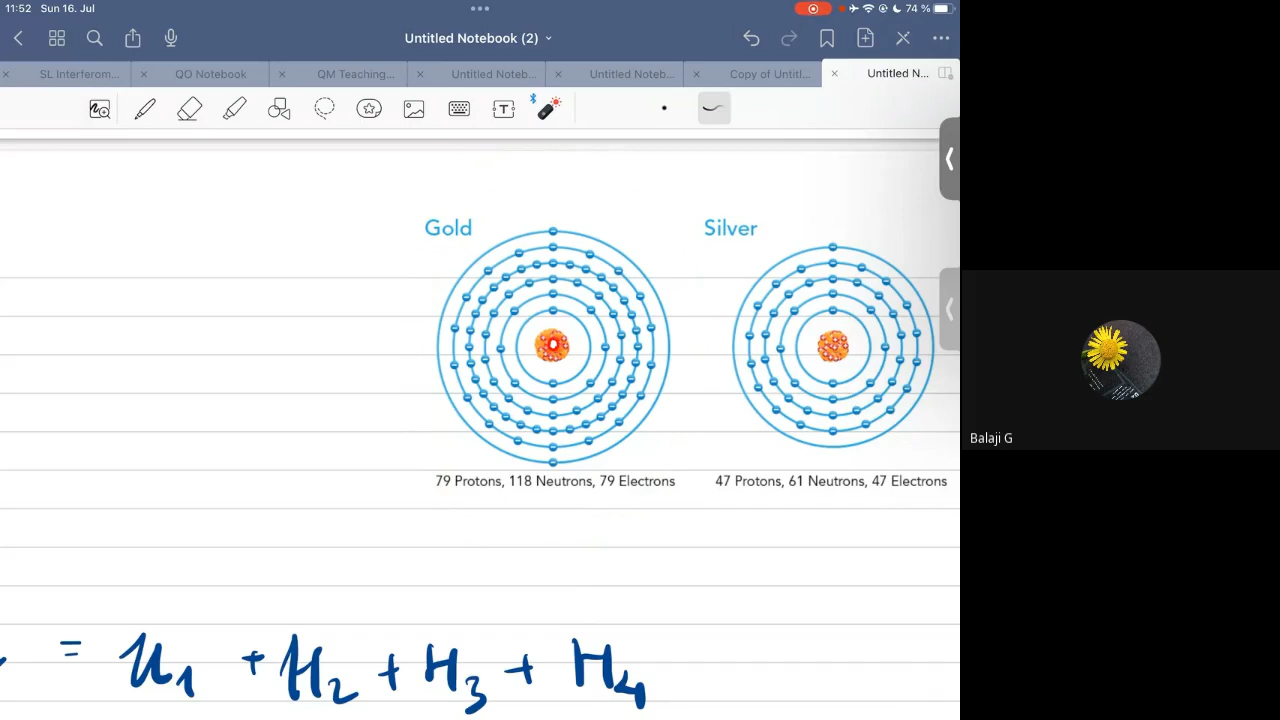 11:52 Sun 16. Jul 74 %
Untitled Notebook (2)
SL Interferom... QO Notebook QM Teaching... Untitled Noteb... Untitled Noteb... Copy of Untitl... Untitled N...
Gold Silver
79 Protons, 118 Neutrons, 79 Electrons 47 Protons, 61 Neutrons, 47 Electrons
= H1 + H2 + H3 + H4
Balaji G